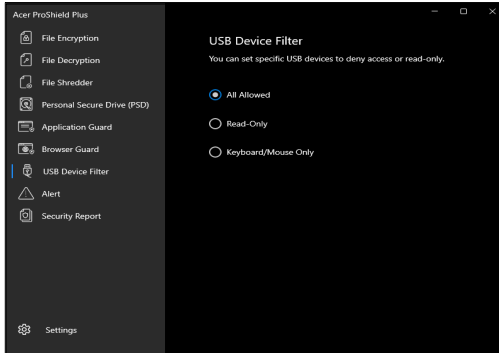 Acer ProShield Plus
File Encryption
File Decryption
File Shredder
Personal Secure Drive (PSD)
Application Guard
Browser Guard
USB Device Filter
Alert
Security Report
Settings
USB Device Filter
You can set specific USB devices to deny access or read-only.
All Allowed
Read-Only
Keyboard/Mouse Only